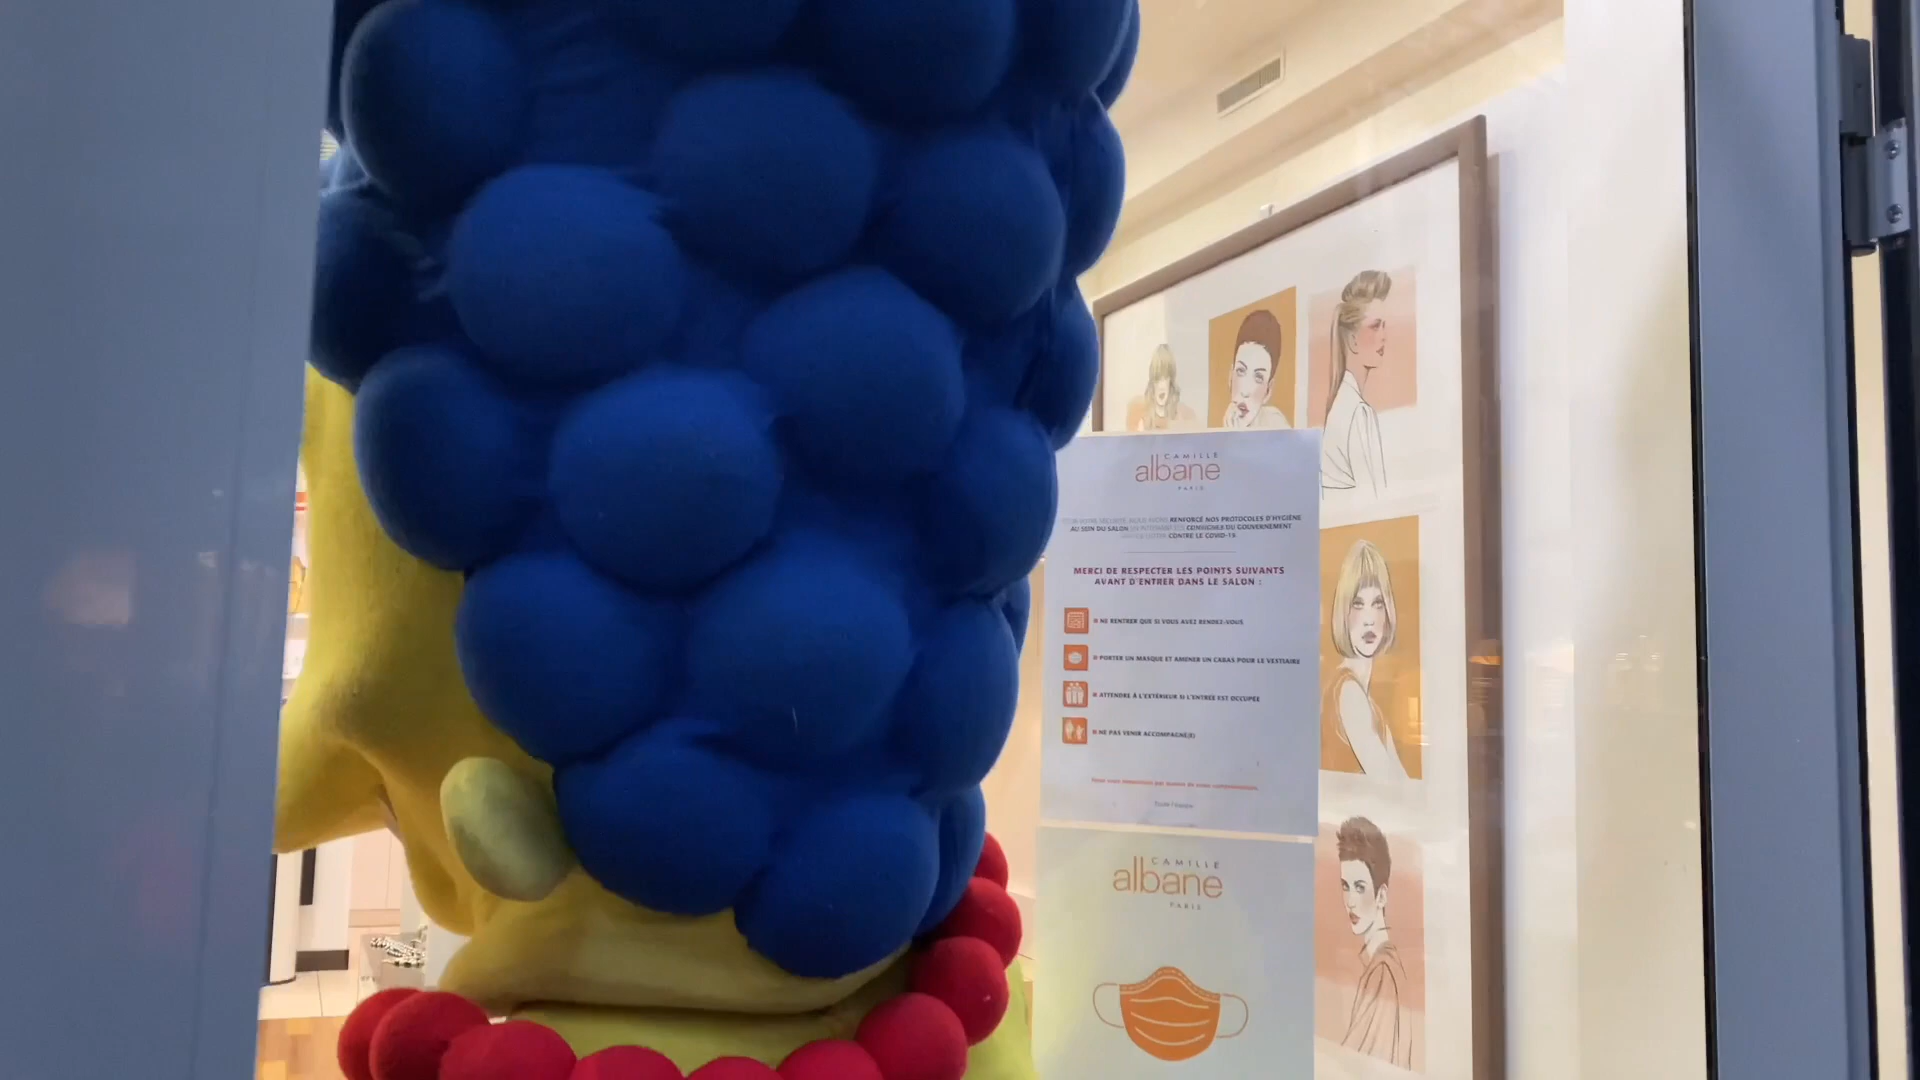 CAMILLE
albane
PARIS
RENFORCÉ NOS PROTOCOLES D'HYGIÈNE
AU SEIN DU SALON CONSIGNES DU GOUVERNEMENT
CONTRE LE COVID-19
MERCI DE RESPECTER LES POINTS SUIVANTS
AVANT D'ENTRER DANS LE SALON :
NE RENTRER QUE SI VOUS AVEZ RENDEZ-VOUS
PORTER UN MASQUE ET AMENER UN CABAS POUR LE VESTIAIRE
ATTENDRE À L'EXTÉRIEUR SI L'ENTRÉE EST OCCUPÉE
NE PAS VENIR ACCOMPAGNÉ(E)
CAMILLE
albane
PARIS